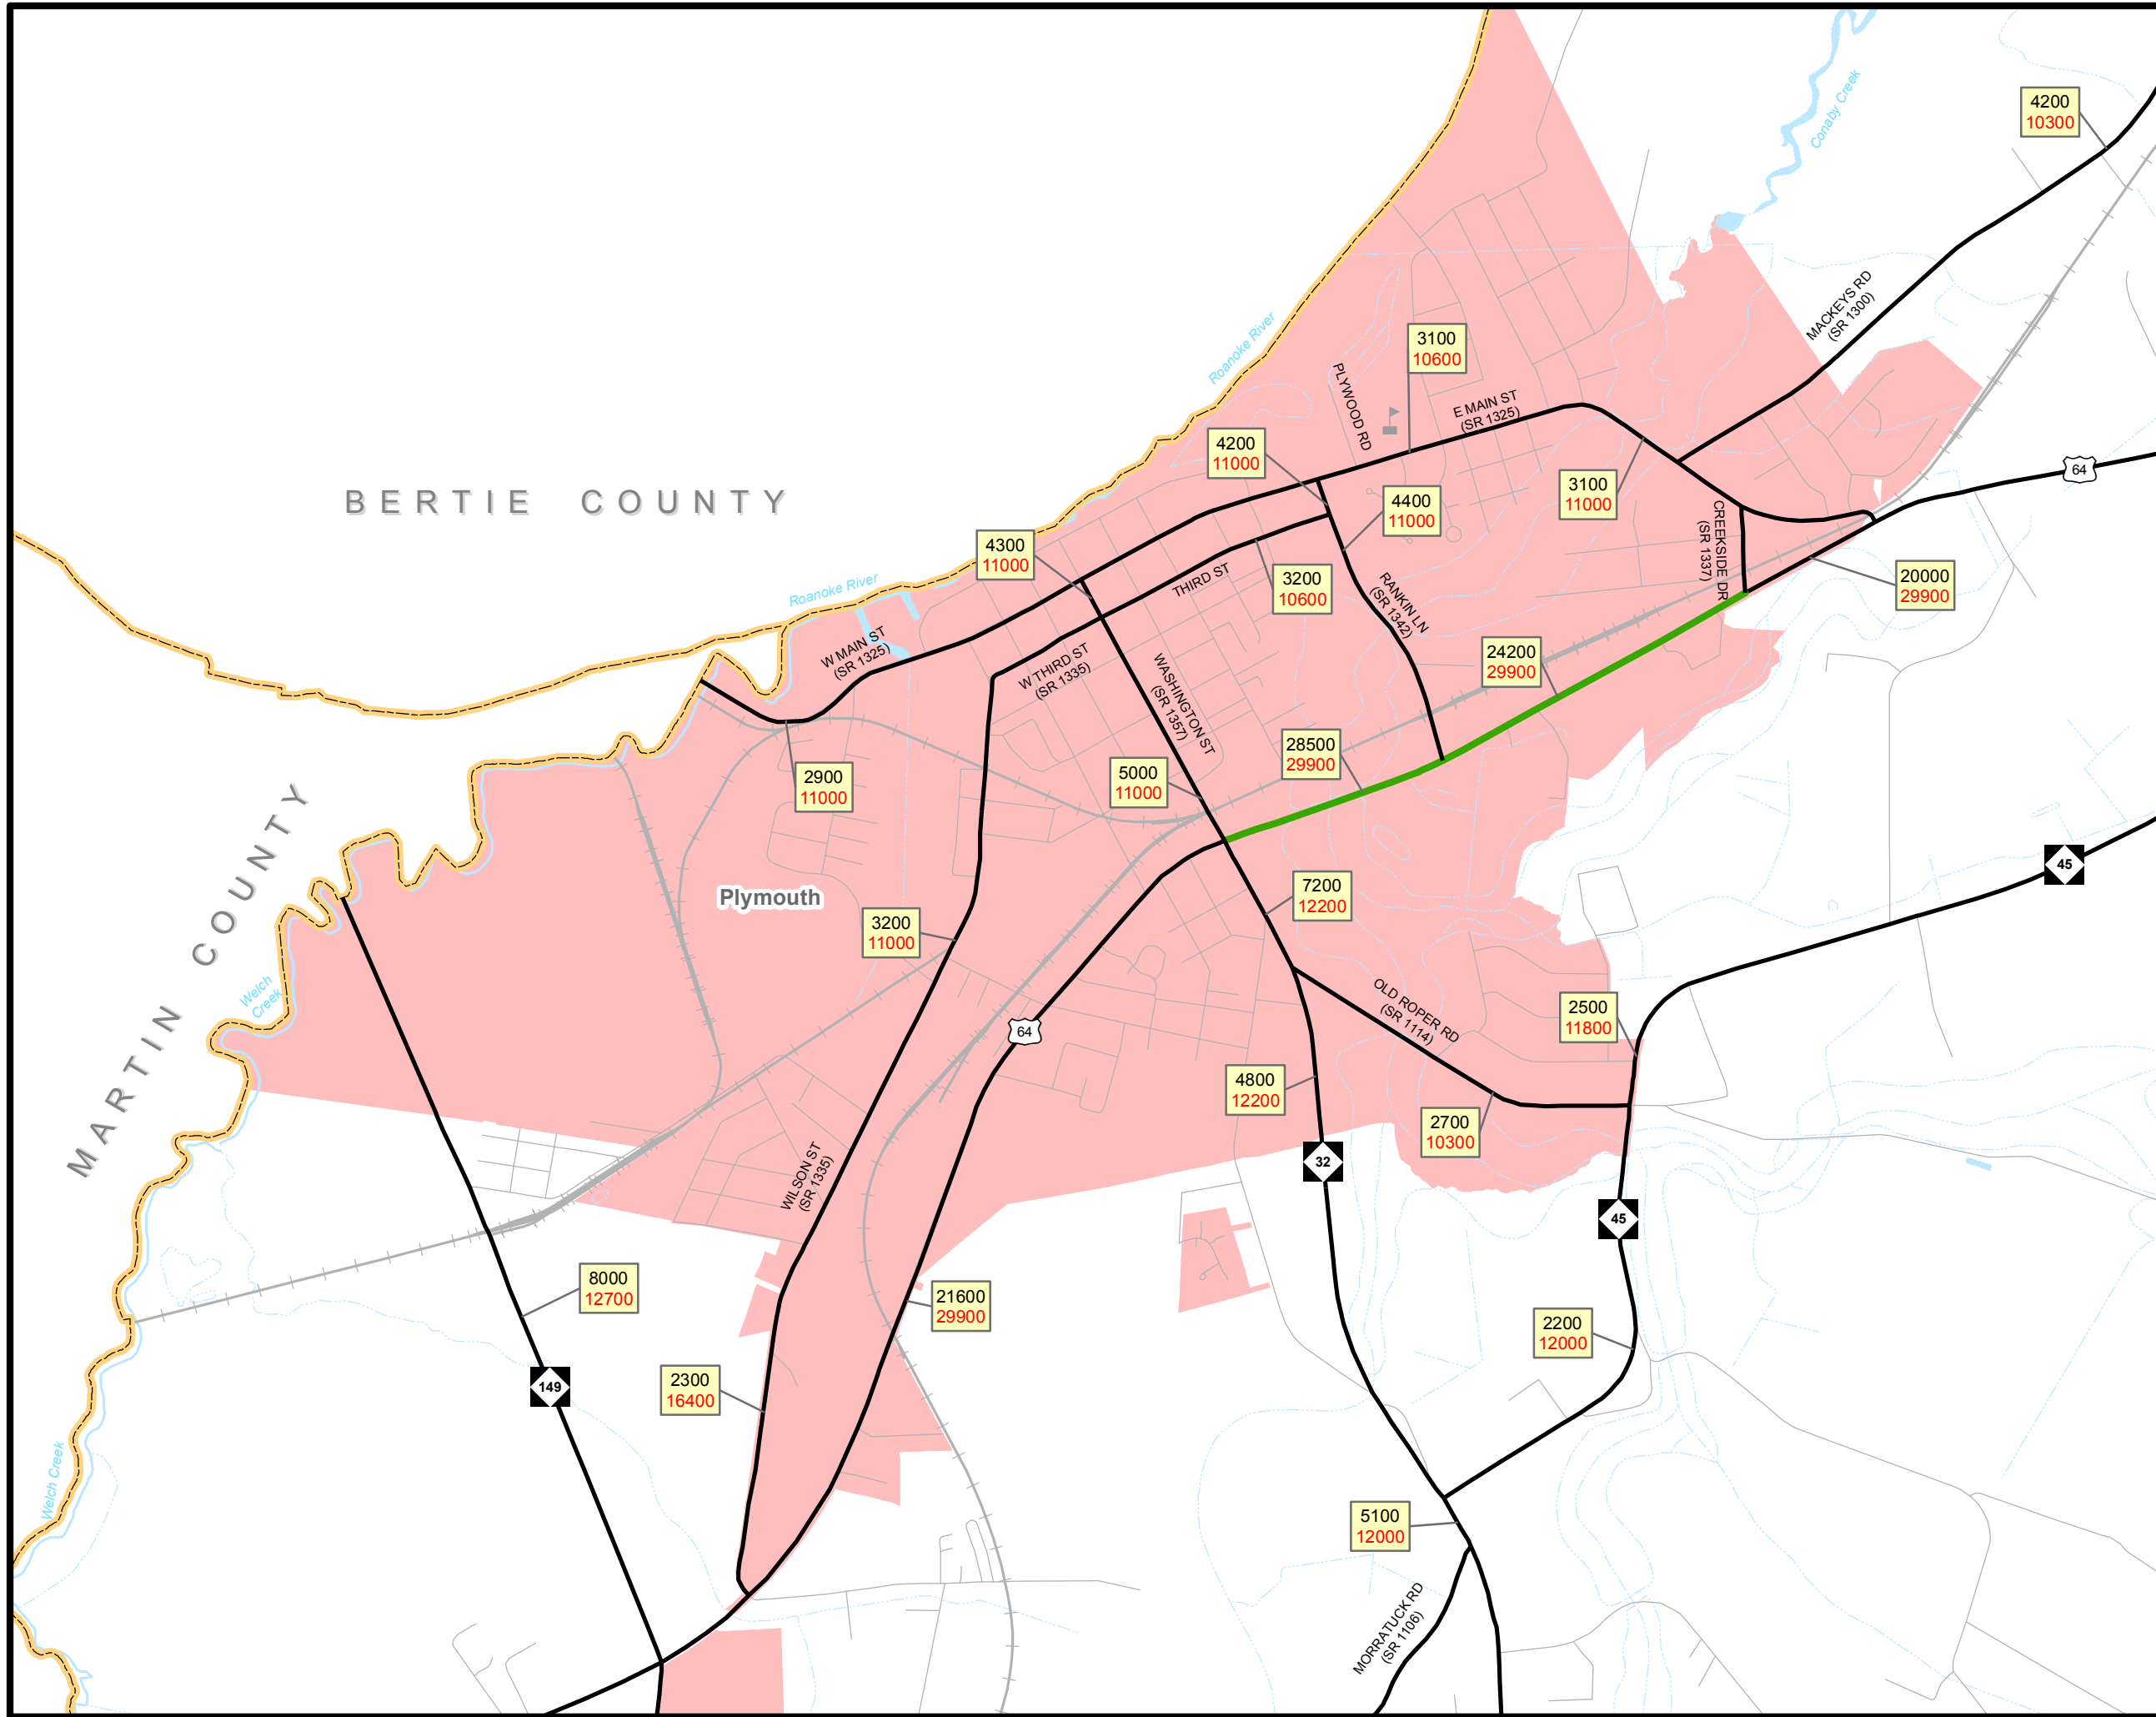 4200
10300
Conaby Creek
MACKEYS RD
(SR 1300)
Roanoke River
3100
10600
PLYWOOD RD
E MAIN ST
(SR 1325)
4200
11000
64
BERTIE COUNTY
4400
11000
3100
11000
CREEKSIDE DR
(SR 1337)
4300
11000
3200
10600
THIRD ST
20000
29900
Roanoke River
RANKIN LN
(SR 1342)
W MAIN ST
(SR 1325)
W THIRD ST
(SR 1335)
WASHINGTON ST
(SR 1357)
24200
29900
28500
29900
5000
11000
2900
11000
MARTIN COUNTY
45
Plymouth
7200
12200
3200
11000
Welch
Creek
64
OLD ROPER RD
(SR 1114)
2500
11800
4800
12200
2700
10300
WILSON ST
(SR 1335)
32
45
8000
12700
21600
29900
2200
12000
149
2300
16400
Welch Creek
5100
12000
MORRATUCK RD
(SR 1106)